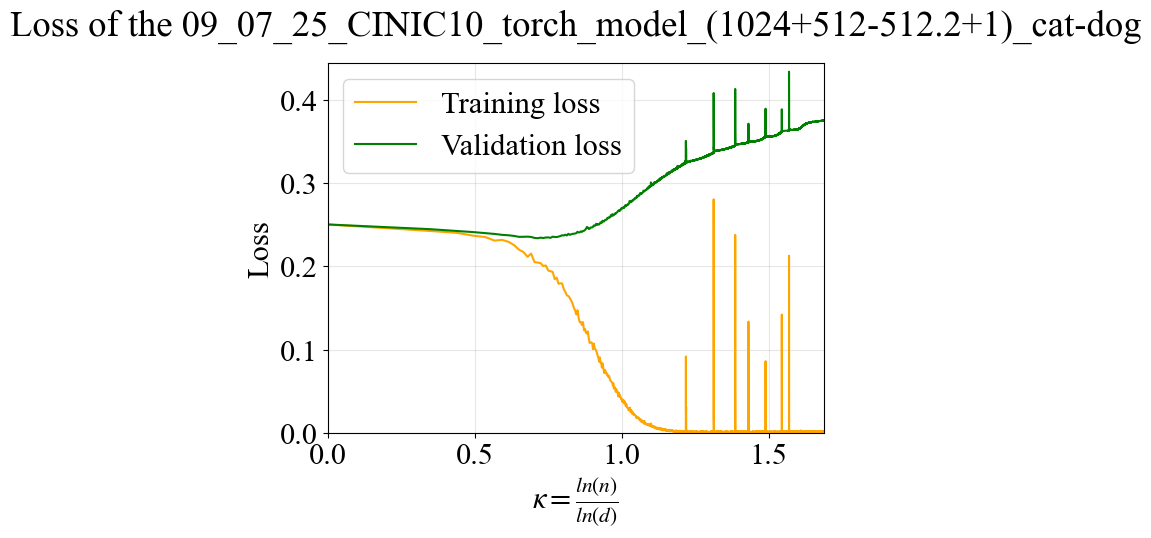 Loss of the 09_07_25_CINIC10_torch_model_(1024+512-512.2+1)_cat-dog
Training loss
Validation loss
Loss
0.4
0.3
0.2
0.1
0.0
0.0 0.5 1.0 1.5
κ = ln(n)/ln(d)